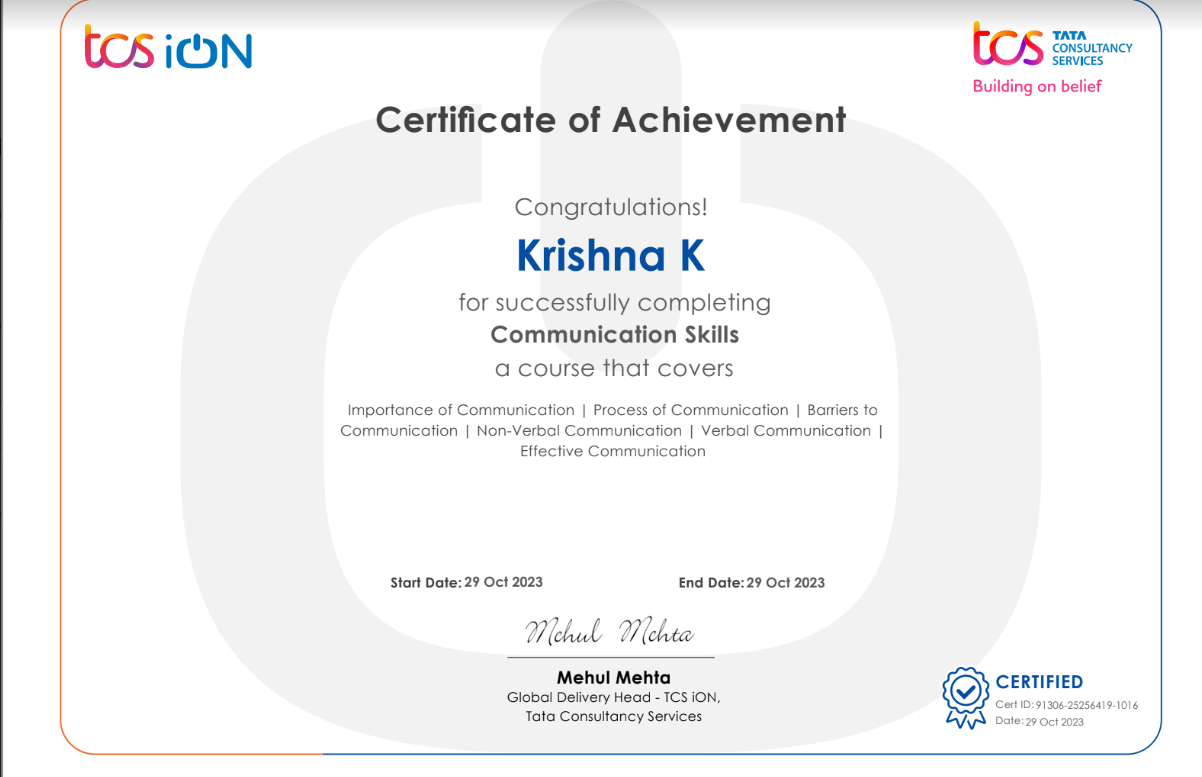 tcs iON
tcs TATA
CONSULTANCY
SERVICES
Building on belief
Certificate of Achievement
Congratulations!
Krishna K
for successfully completing
Communication Skills
a course that covers
Importance of Communication | Process of Communication | Barriers to
Communication | Non-Verbal Communication | Verbal Communication |
Effective Communication
Start Date: 29 Oct 2023 End Date: 29 Oct 2023
Mehul Mehta
Mehul Mehta
Global Delivery Head - TCS iON,
Tata Consultancy Services
CERTIFIED
Cert ID: 91306-25256419-1016
Date: 29 Oct 2023